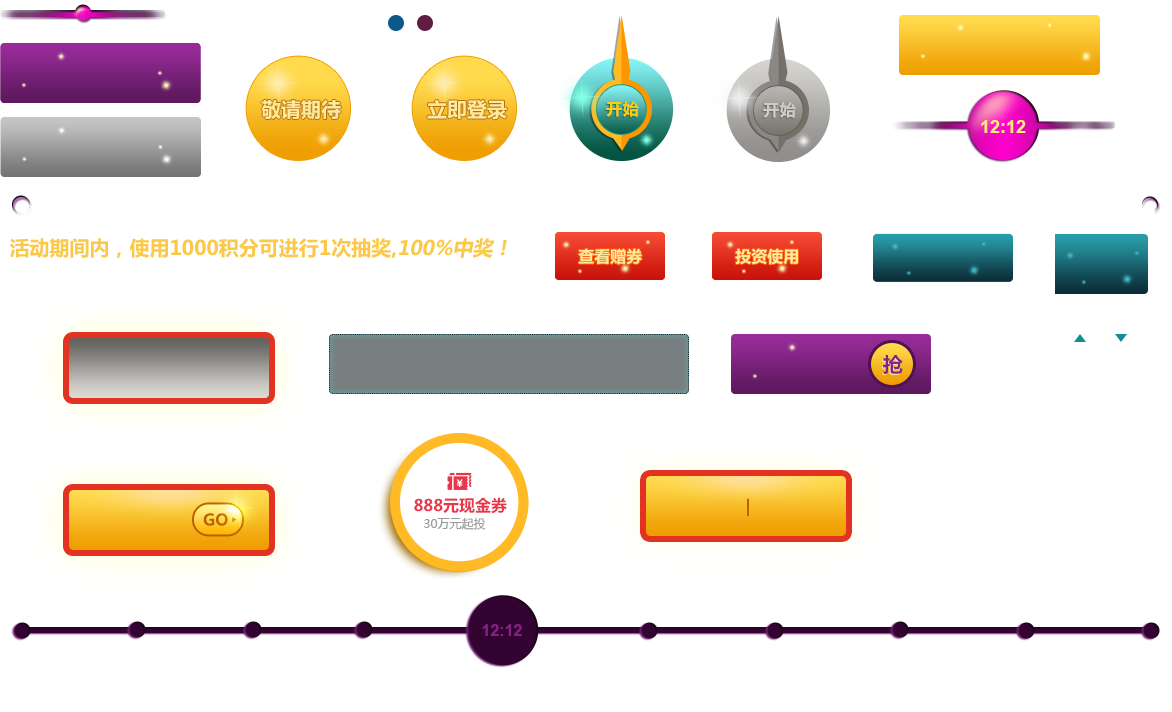 敬请期待
立即登录
开始
开始
12:12
活动期间内，使用1000积分可进行1次抽奖,100%中奖！
查看赠券
投资使用
抢
GO
¥
888元现金券
30万元起投
12:12